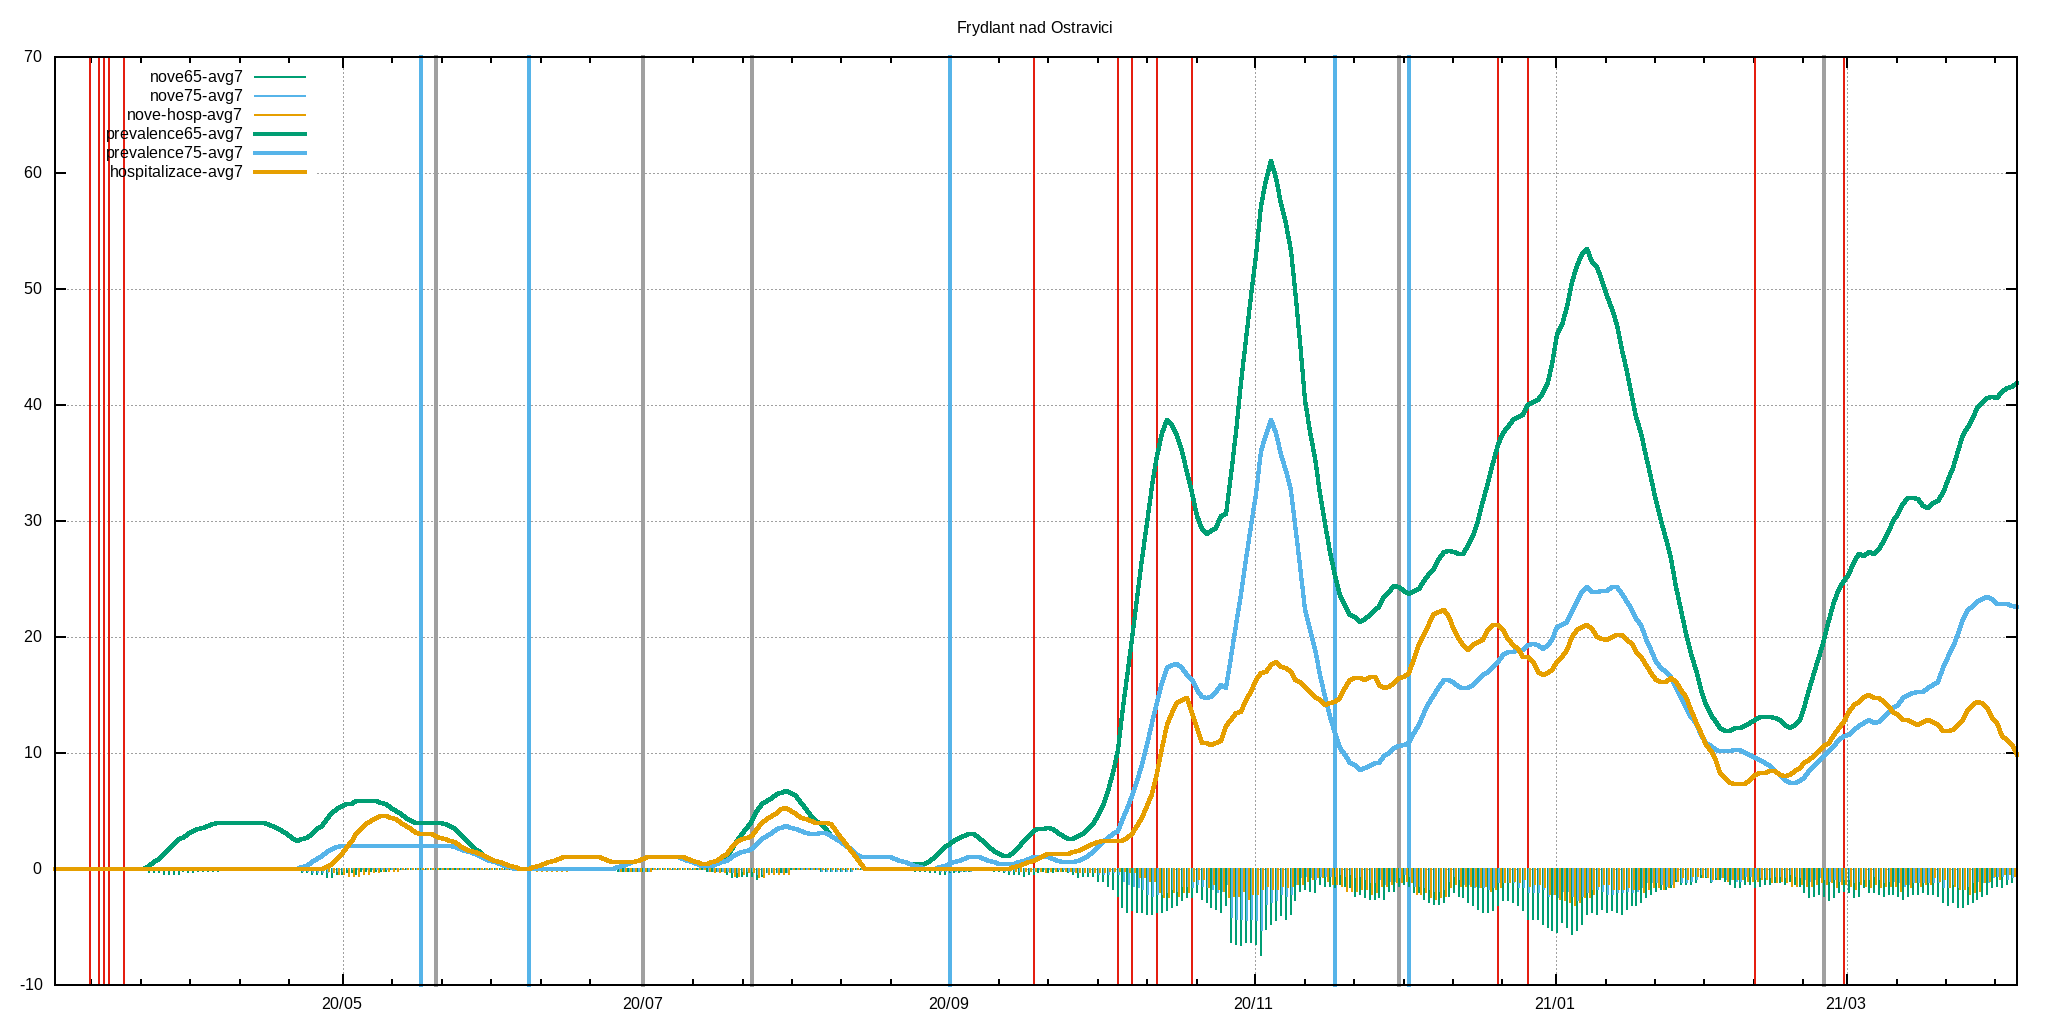 Frydlant nad Ostravici
70
60
50
40
30
20
10
0
-10
nove65-avg7
nove75-avg7
nove-hosp-avg7
prevalence65-avg7
prevalence75-avg7
hospitalizace-avg7
20/05 20/07 20/09 20/11 21/01 21/03